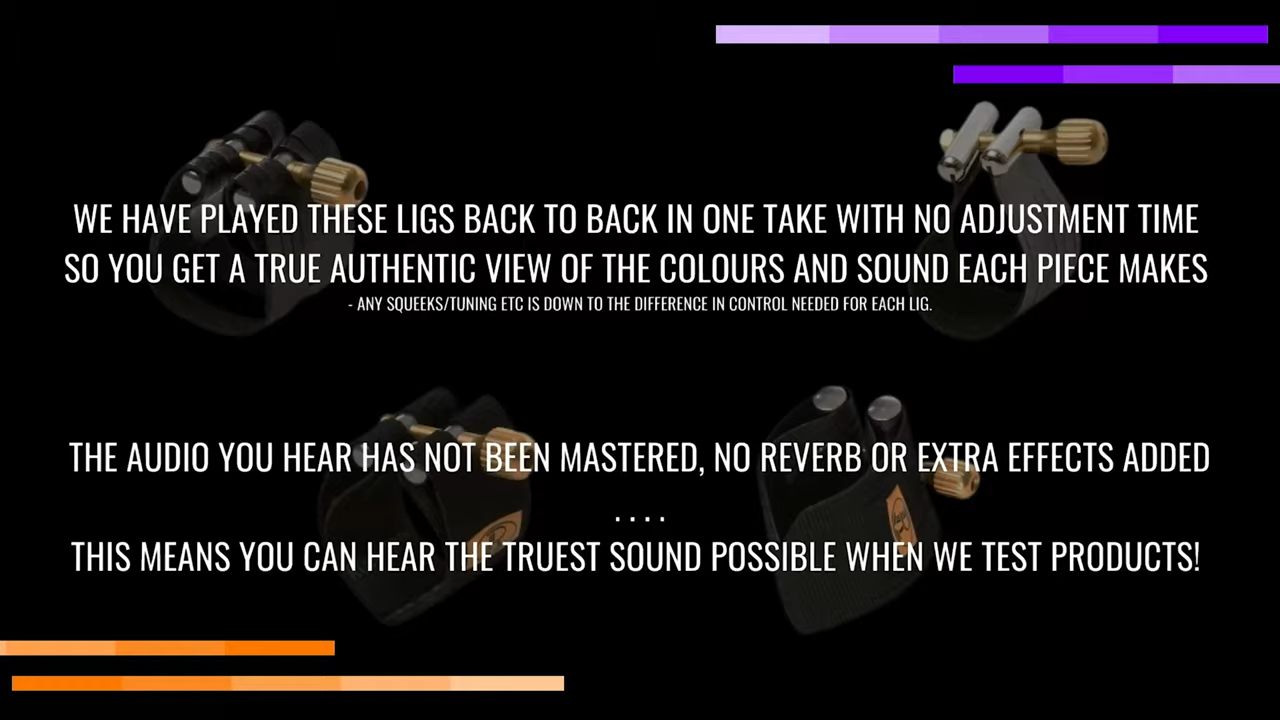 WE HAVE PLAYED THESE LIGS BACK TO BACK IN ONE TAKE WITH NO ADJUSTMENT TIME
SO YOU GET A TRUE AUTHENTIC VIEW OF THE COLOURS AND SOUND EACH PIECE MAKES
- ANY SQUEEKS/TUNING ETC IS DOWN TO THE DIFFERENCE IN CONTROL NEEDED FOR EACH LIG.
THE AUDIO YOU HEAR HAS NOT BEEN MASTERED, NO REVERB OR EXTRA EFFECTS ADDED
....
THIS MEANS YOU CAN HEAR THE TRUEST SOUND POSSIBLE WHEN WE TEST PRODUCTS!